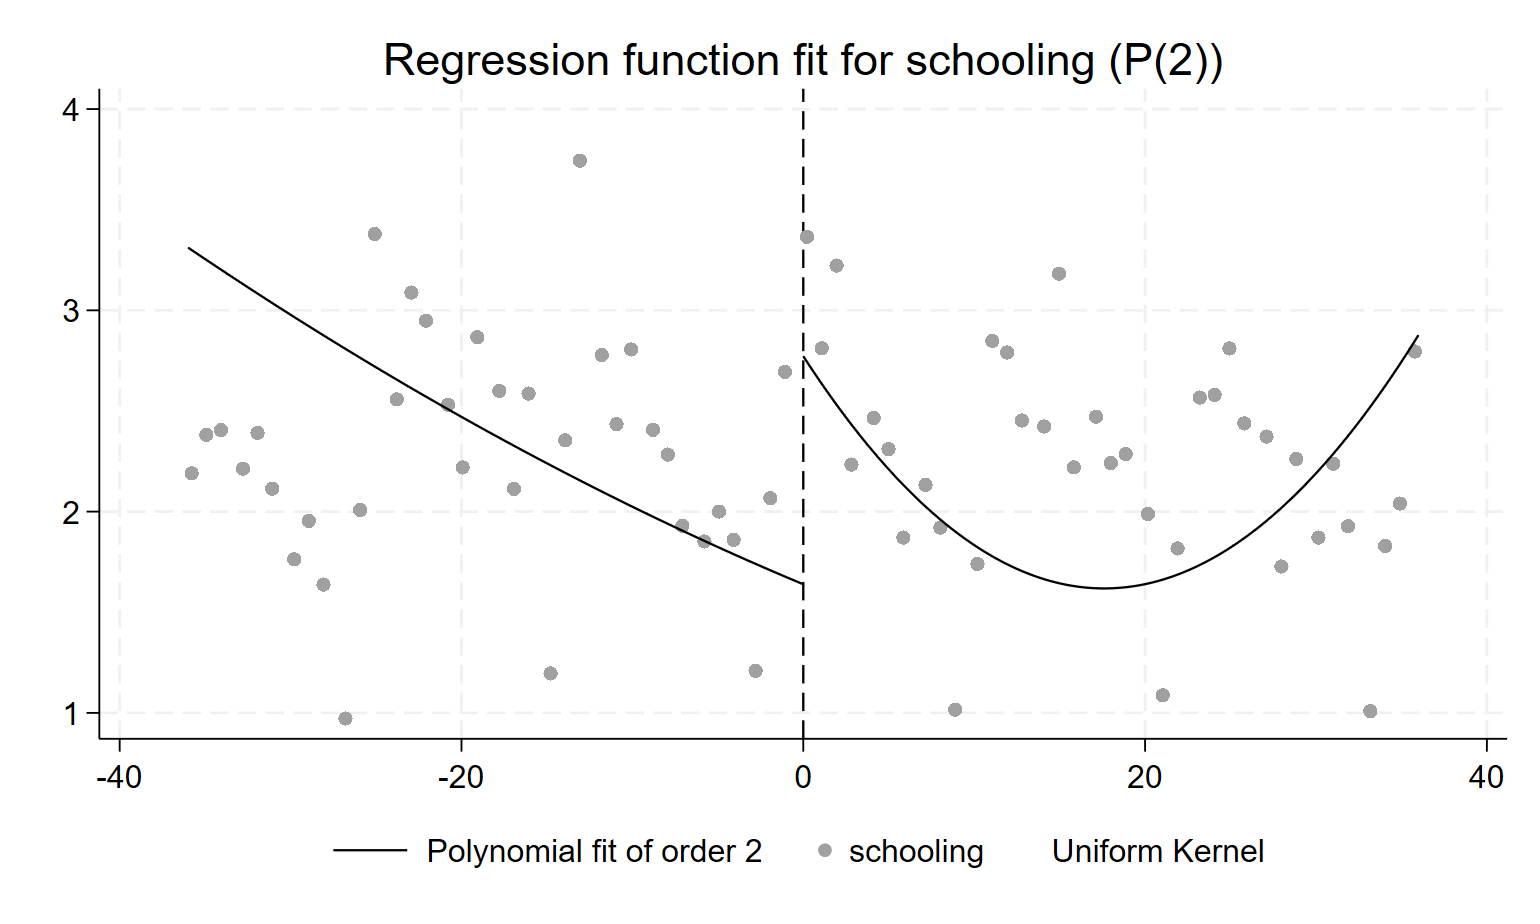 Regression function fit for schooling (P(2))
4
3
2
1
-40 -20 0 20 40
Polynomial fit of order 2 schooling Uniform Kernel